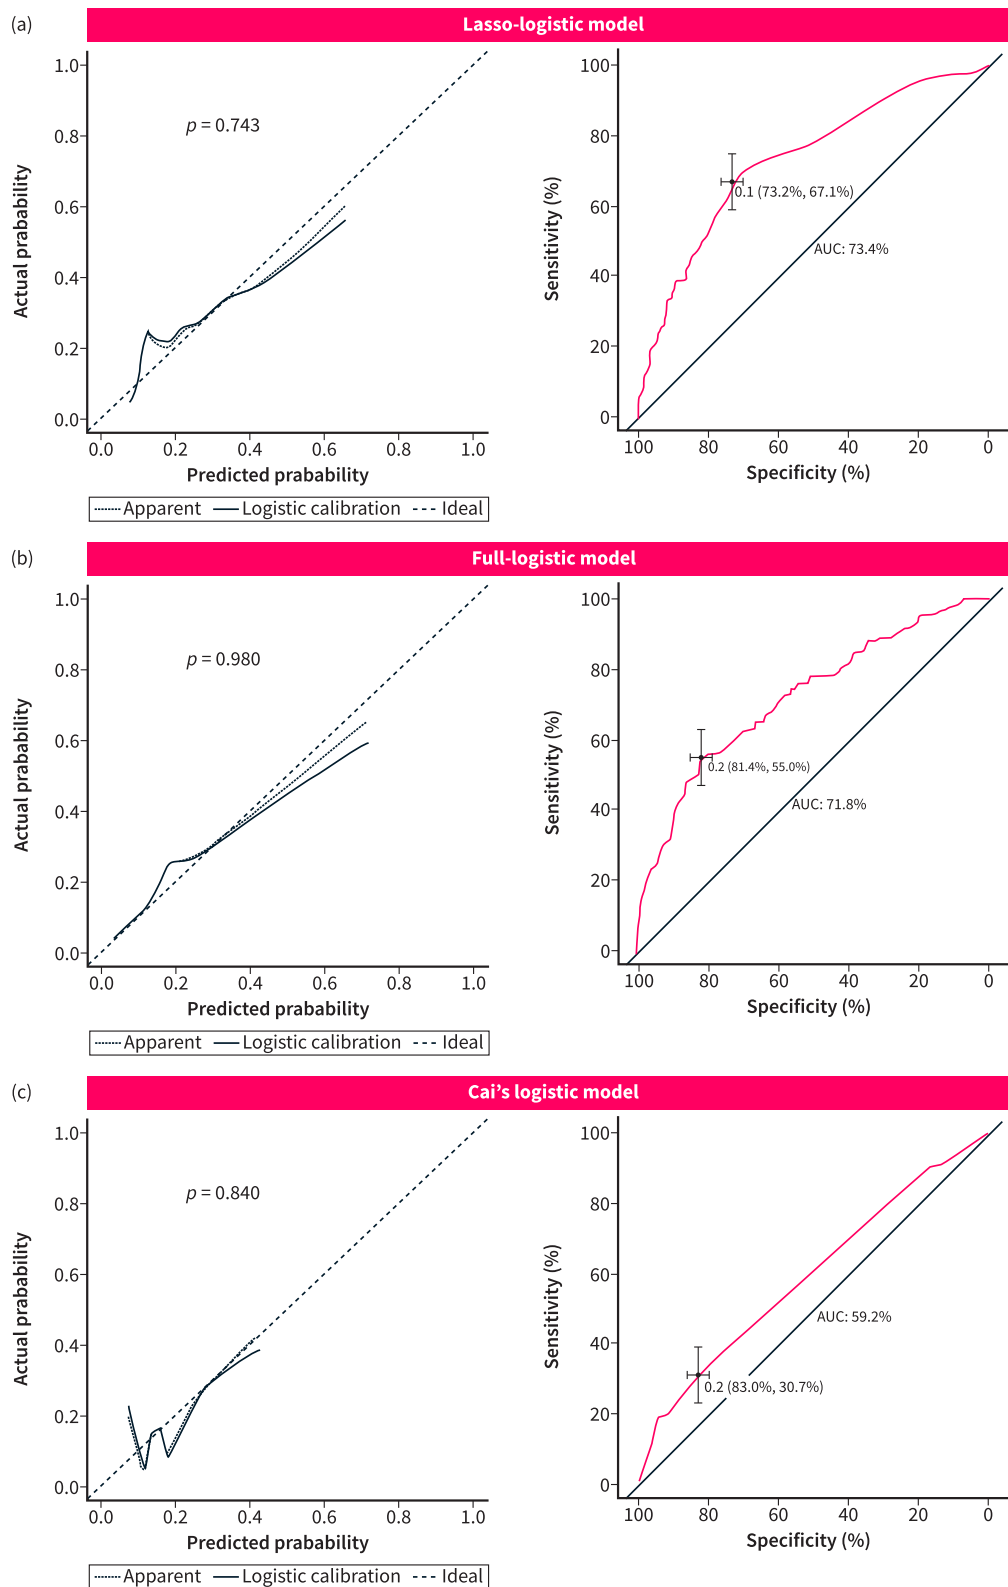 (a)
Lasso-logistic model
1.0
0.8
0.6
0.4
0.2
0.0
Actual prabability
p = 0.743
0.0 0.2 0.4 0.6 0.8 1.0
Predicted prabability
Apparent Logistic calibration Ideal
100
80
60
40
20
0
Sensitivity (%)
0.1 (73.2%, 67.1%)
AUC: 73.4%
100 80 60 40 20 0
Specificity (%)
(b)
Full-logistic model
1.0
0.8
0.6
0.4
0.2
0.0
Actual prabability
p = 0.980
0.0 0.2 0.4 0.6 0.8 1.0
Predicted prabability
Apparent Logistic calibration Ideal
100
80
60
40
20
0
Sensitivity (%)
0.2 (81.4%, 55.0%)
AUC: 71.8%
100 80 60 40 20 0
Specificity (%)
(c)
Cai's logistic model
1.0
0.8
0.6
0.4
0.2
0.0
Actual prabability
p = 0.840
0.0 0.2 0.4 0.6 0.8 1.0
Predicted prabability
Apparent Logistic calibration Ideal
100
80
60
40
20
0
Sensitivity (%)
0.2 (83.0%, 30.7%)
AUC: 59.2%
100 80 60 40 20 0
Specificity (%)